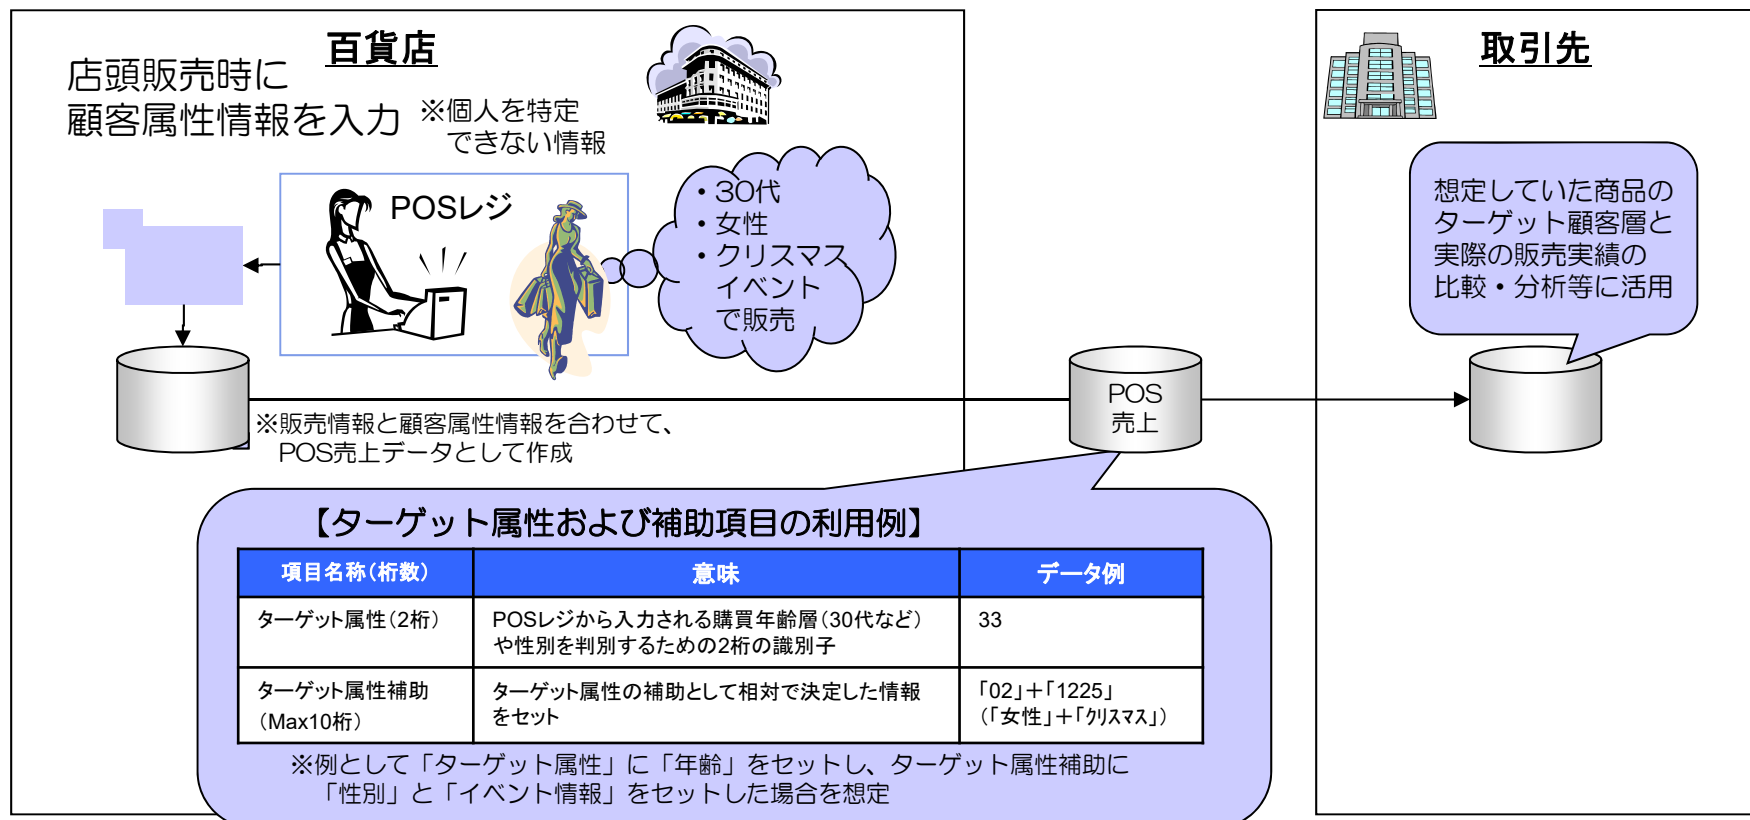 百貨店
店頭販売時に
顧客属性情報を入力
※個人を特定
できない情報
POSレジ
・30代
・女性
・クリスマス
イベント
で販売
取引先
想定していた商品の
ターゲット顧客層と
実際の販売実績の
比較・分析等に活用
POS
売上
※販売情報と顧客属性情報を合わせて、
POS売上データとして作成
【ターゲット属性および補助項目の利用例】
項目名称(桁数) 意味 データ例
ターゲット属性(2桁) POSレジから入力される購買年齢層(30代など) 33
や性別を判別するための2桁の識別子
ターゲット属性補助 ターゲット属性の補助として相対で決定した情報 「02」+「1225」
(Max10桁) をセット (「女性」+「クリスマス」)
※例として「ターゲット属性」に「年齢」をセットし、ターゲット属性補助に
「性別」と「イベント情報」をセットした場合を想定